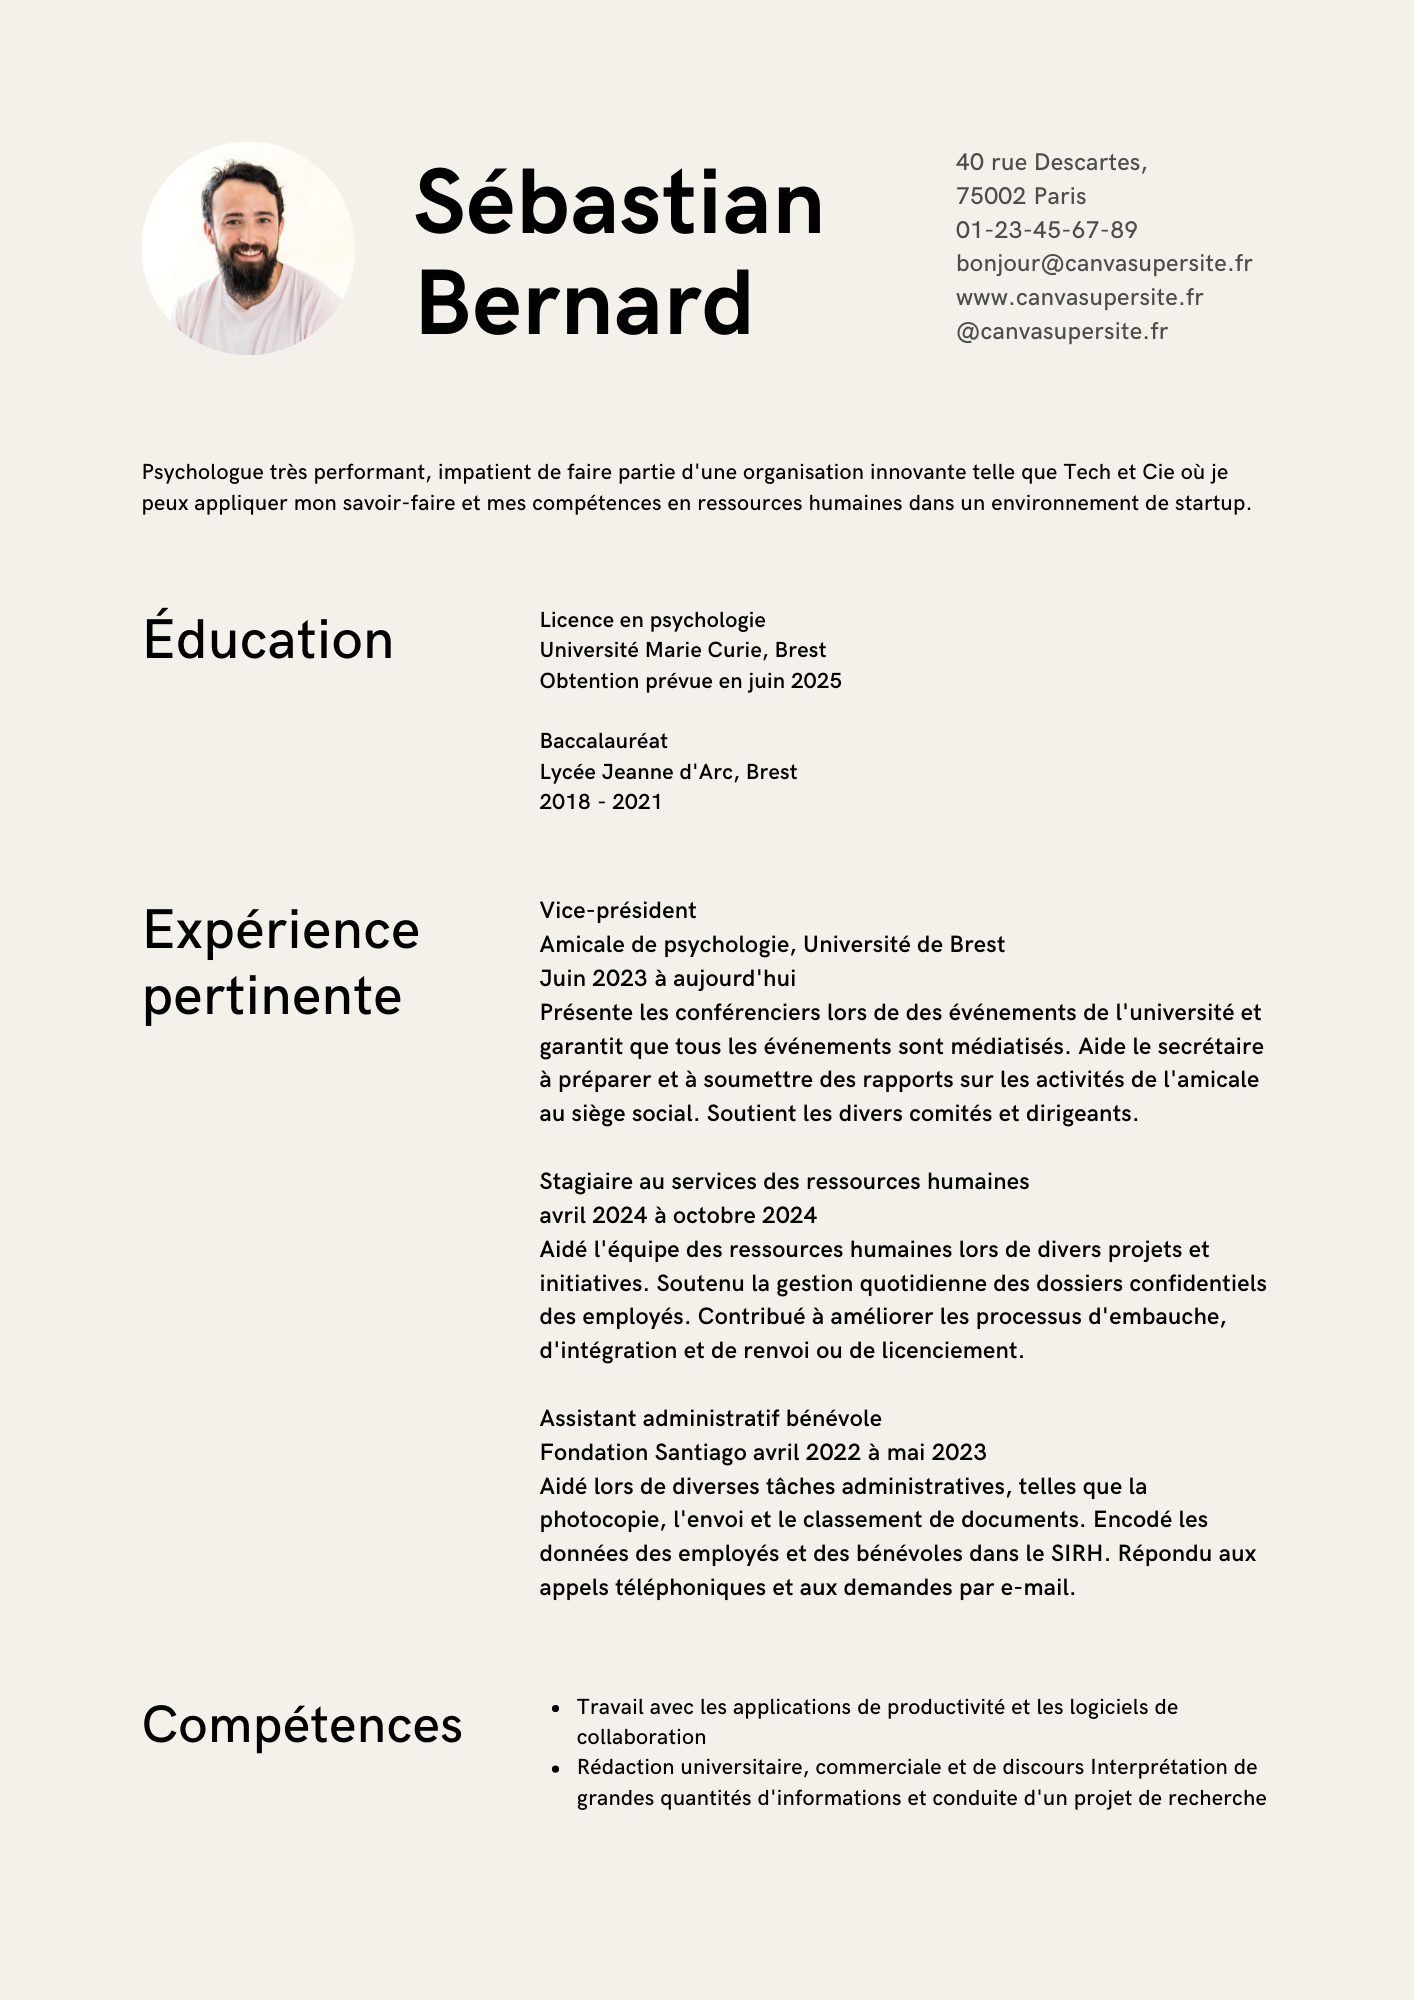 Sébastian
Bernard
40 rue Descartes,
75002 Paris
01-23-45-67-89
bonjour@canvasupersite.fr
www.canvasupersite.fr
@canvasupersite.fr
Psychologue très performant, impatient de faire partie d'une organisation innovante telle que Tech et Cie où je
peux appliquer mon savoir-faire et mes compétences en ressources humaines dans un environnement de startup.
Éducation
Licence en psychologie
Université Marie Curie, Brest
Obtention prévue en juin 2025
Baccalauréat
Lycée Jeanne d'Arc, Brest
2018 - 2021
Expérience
pertinente
Vice-président
Amicale de psychologie, Université de Brest
Juin 2023 à aujourd'hui
Présente les conférenciers lors de des événements de l'université et
garantit que tous les événements sont médiatisés. Aide le secrétaire
à préparer et à soumettre des rapports sur les activités de l'amicale
au siège social. Soutient les divers comités et dirigeants.
Stagiaire au services des ressources humaines
avril 2024 à octobre 2024
Aidé l'équipe des ressources humaines lors de divers projets et
initiatives. Soutenu la gestion quotidienne des dossiers confidentiels
des employés. Contribué à améliorer les processus d'embauche,
d'intégration et de renvoi ou de licenciement.
Assistant administratif bénévole
Fondation Santiago avril 2022 à mai 2023
Aidé lors de diverses tâches administratives, telles que la
photocopie, l'envoi et le classement de documents. Encodé les
données des employés et des bénévoles dans le SIRH. Répondu aux
appels téléphoniques et aux demandes par e-mail.
Compétences
• Travail avec les applications de productivité et les logiciels de
collaboration
• Rédaction universitaire, commerciale et de discours Interprétation de
grandes quantités d'informations et conduite d'un projet de recherche